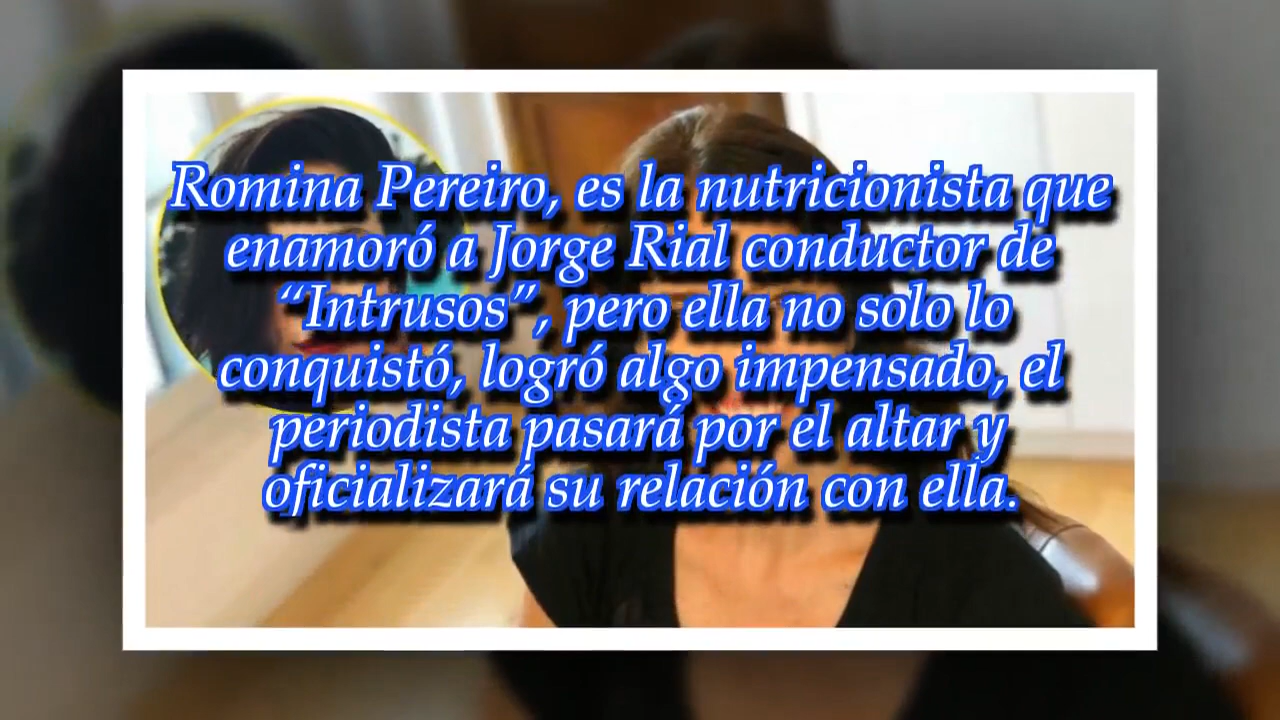 Romina Pereiro, es la nutricionista que
enamoró a Jorge Rial conductor de
“Intrusos”, pero ella no solo lo
conquistó, logró algo impensado, el
periodista pasará por el altar y
oficializará su relación con ella.